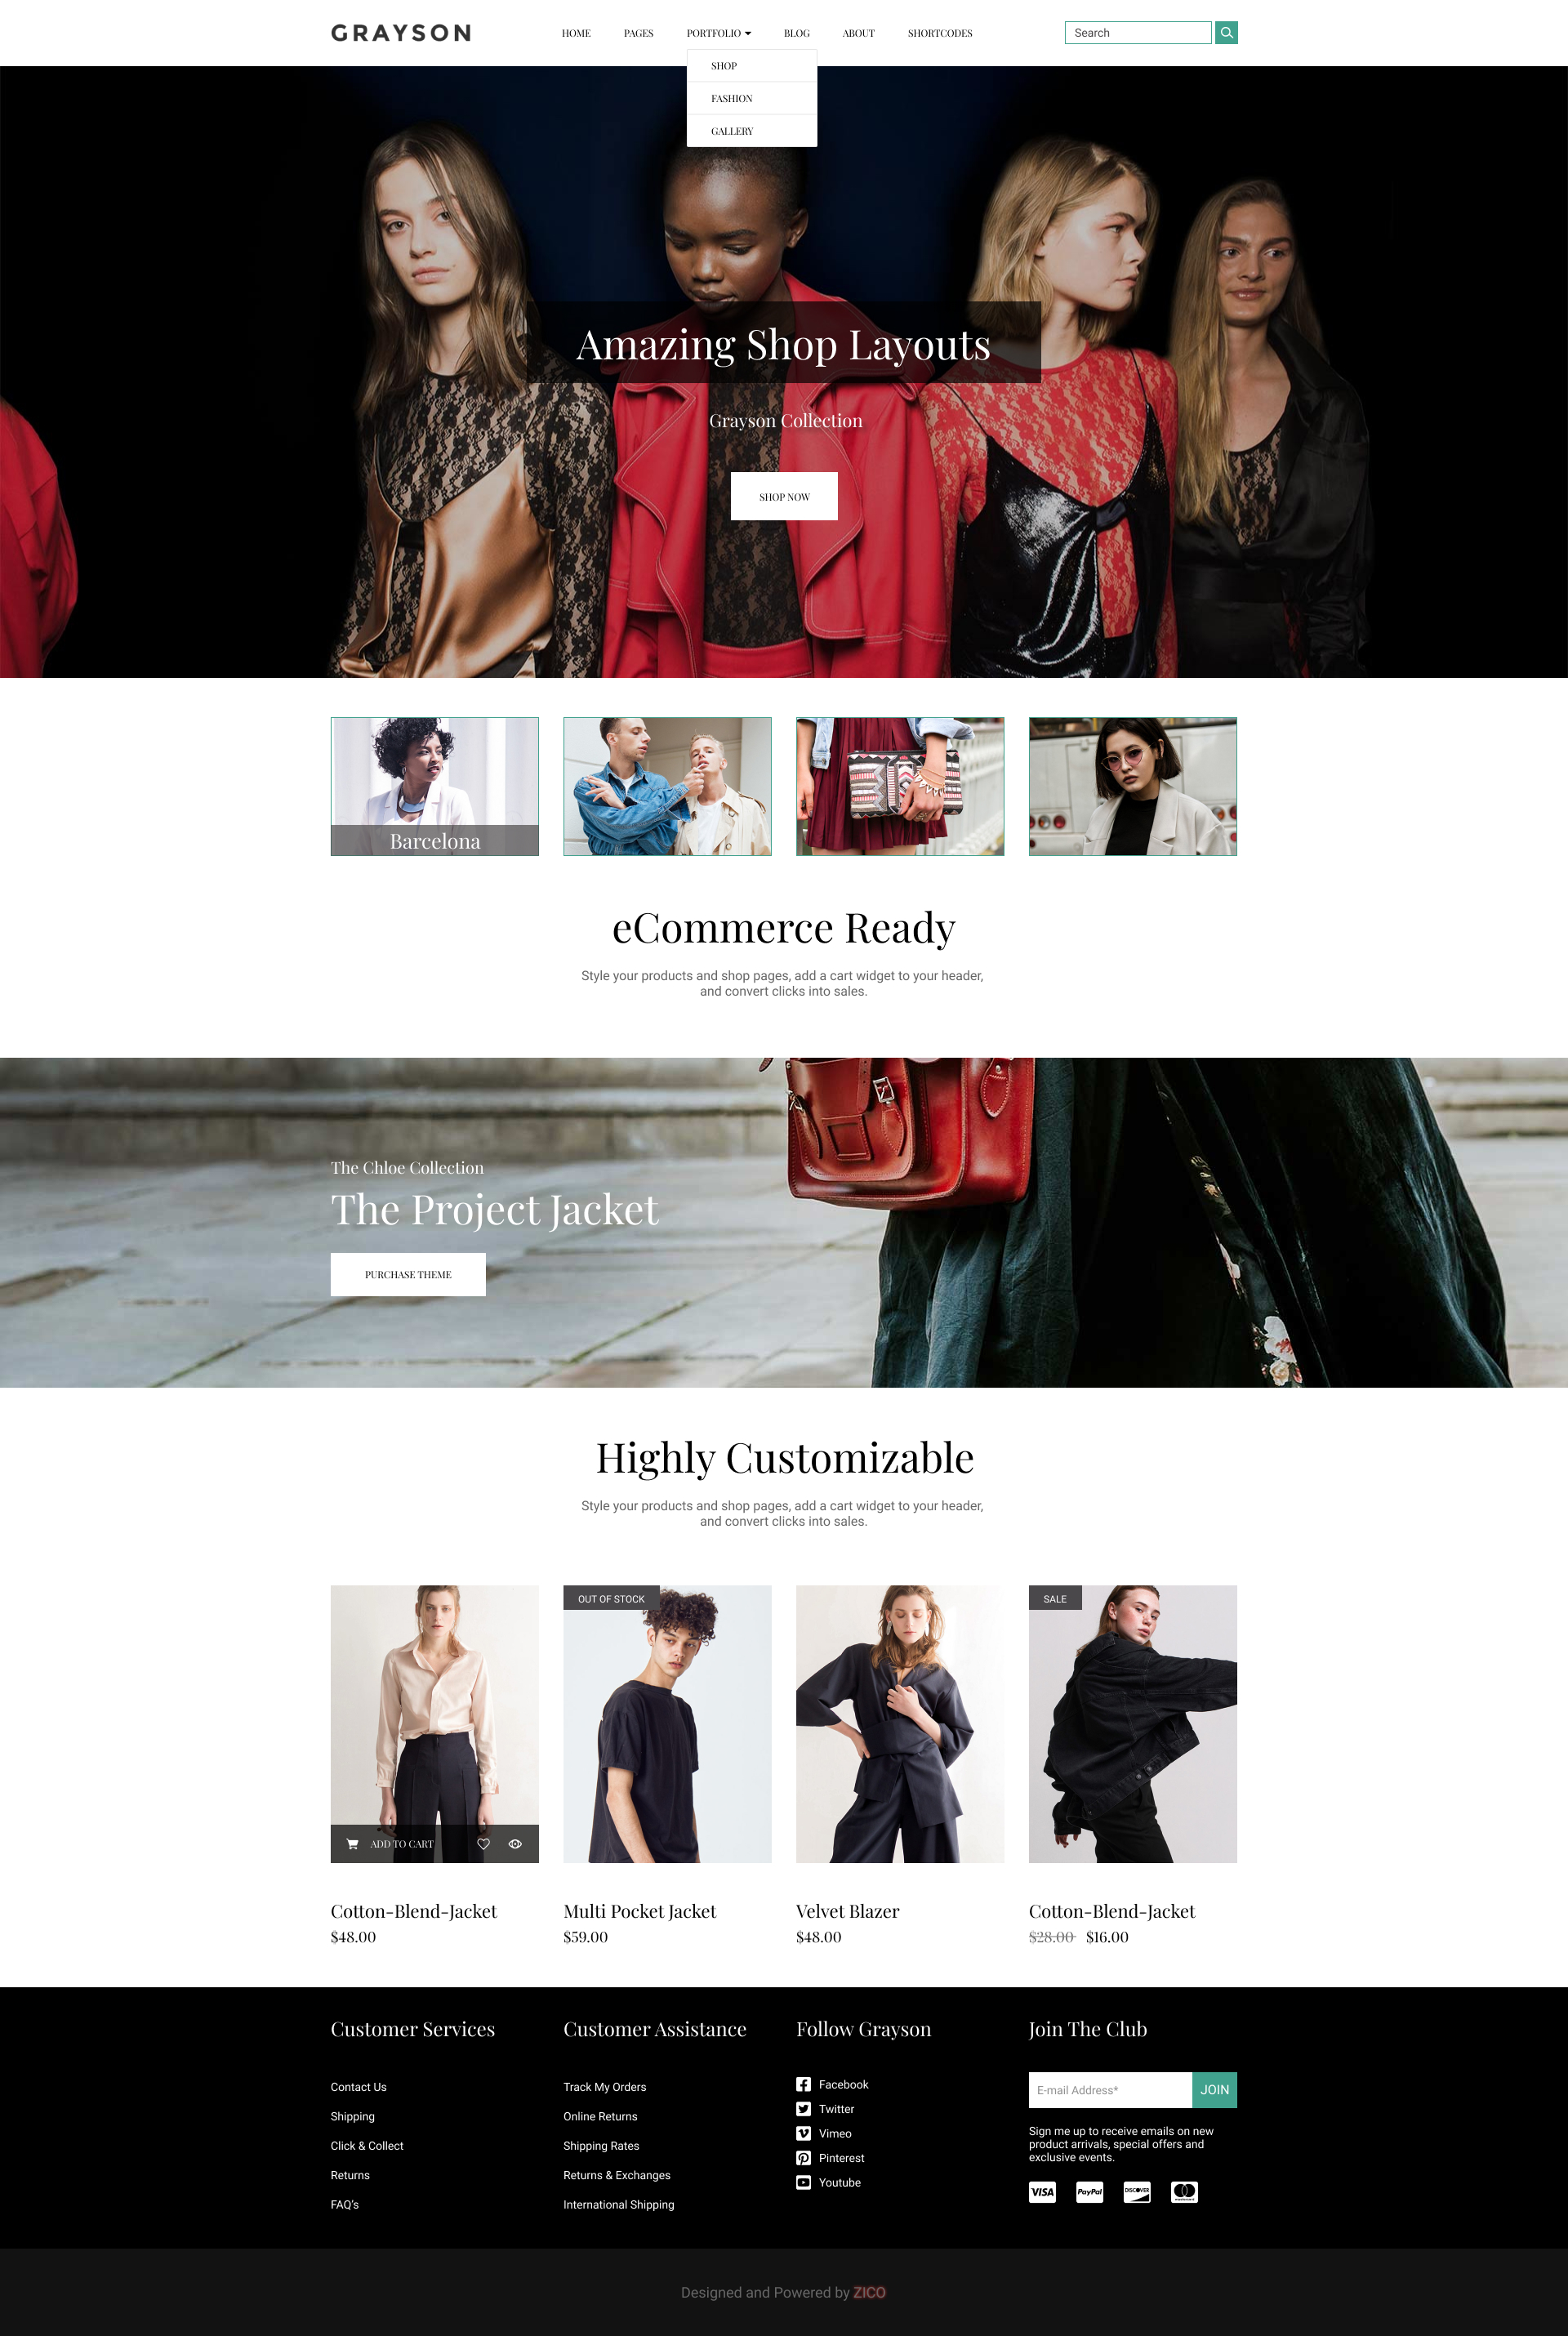 GRAYSON
HOME
PAGES
PORTFOLIO
BLOG
ABOUT
SHORTCODES
Search
SHOP
FASHION
GALLERY
Amazing Shop Layouts
Grayson Collection
SHOP NOW
Barcelona
eCommerce Ready
Style your products and shop pages, add a cart widget to your header,
and convert clicks into sales.
The Chloe Collection
The Project Jacket
PURCHASE THEME
Highly Customizable
Style your products and shop pages, add a cart widget to your header,
and convert clicks into sales.
OUT OF STOCK
SALE
ADD TO CART
Cotton-Blend-Jacket
$48.00
Multi Pocket Jacket
$59.00
Velvet Blazer
$48.00
Cotton-Blend-Jacket
$28.00 $16.00
Customer Services
Contact Us
Shipping
Click & Collect
Returns
FAQ's
Customer Assistance
Track My Orders
Online Returns
Shipping Rates
Returns & Exchanges
International Shipping
Follow Grayson
Facebook
Twitter
Vimeo
Pinterest
Youtube
Join The Club
E-mail Address*
JOIN
Sign me up to receive emails on new
product arrivals, special offers and
exclusive events.
VISA
PayPal
DISCOVER
mastercard
Designed and Powered by ZICO